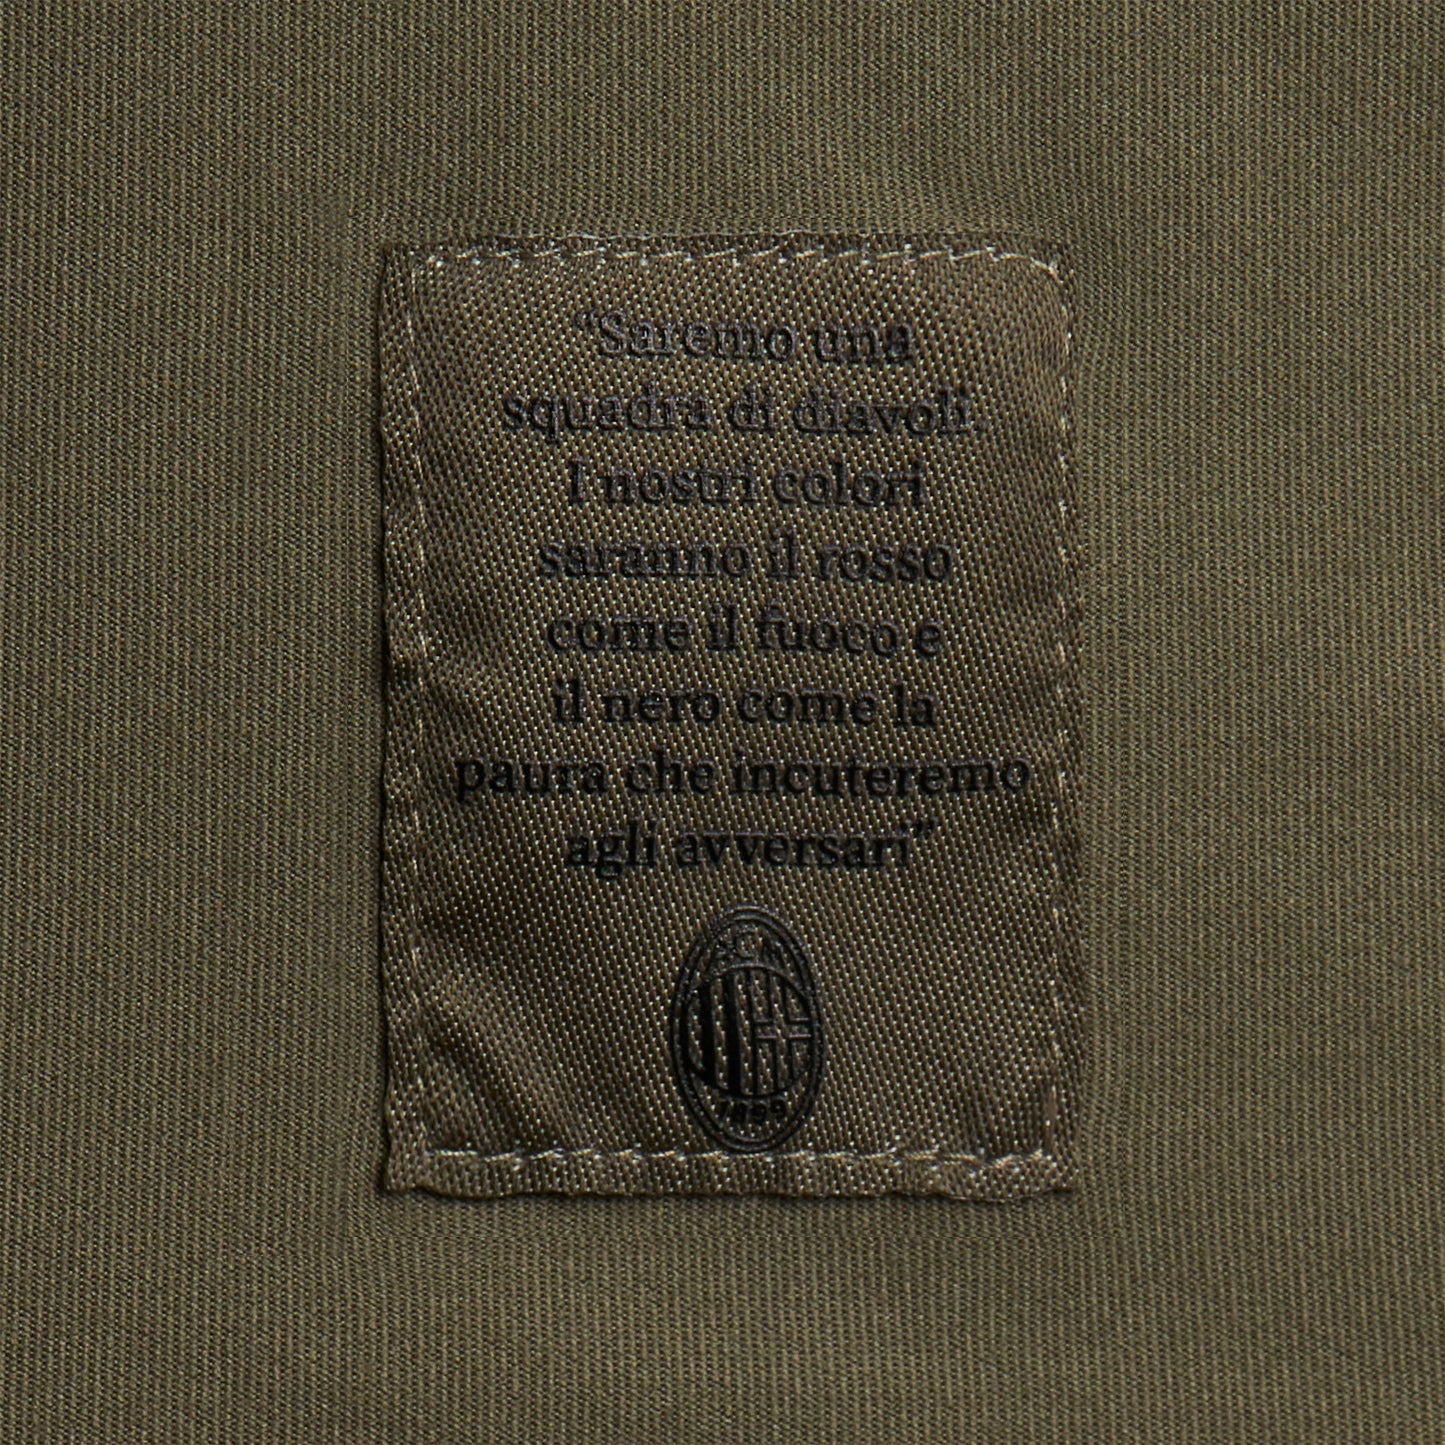 “Saremo una
squadra di diavoli.
I nostri colori
saranno il rosso
come il fuoco e
il nero come la
paura che incuteremo
agli avversari”
ACM
1899